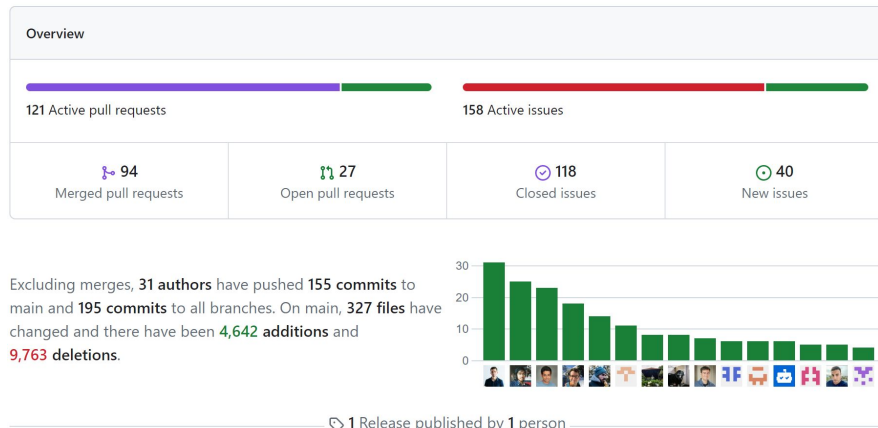 Overview
121 Active pull requests
158 Active issues
94
Merged pull requests
27
Open pull requests
118
Closed issues
40
New issues
Excluding merges, 31 authors have pushed 155 commits to
main and 195 commits to all branches. On main, 327 files have
changed and there have been 4,642 additions and
9,763 deletions.
30
20
10
0
1 Release published by 1 person